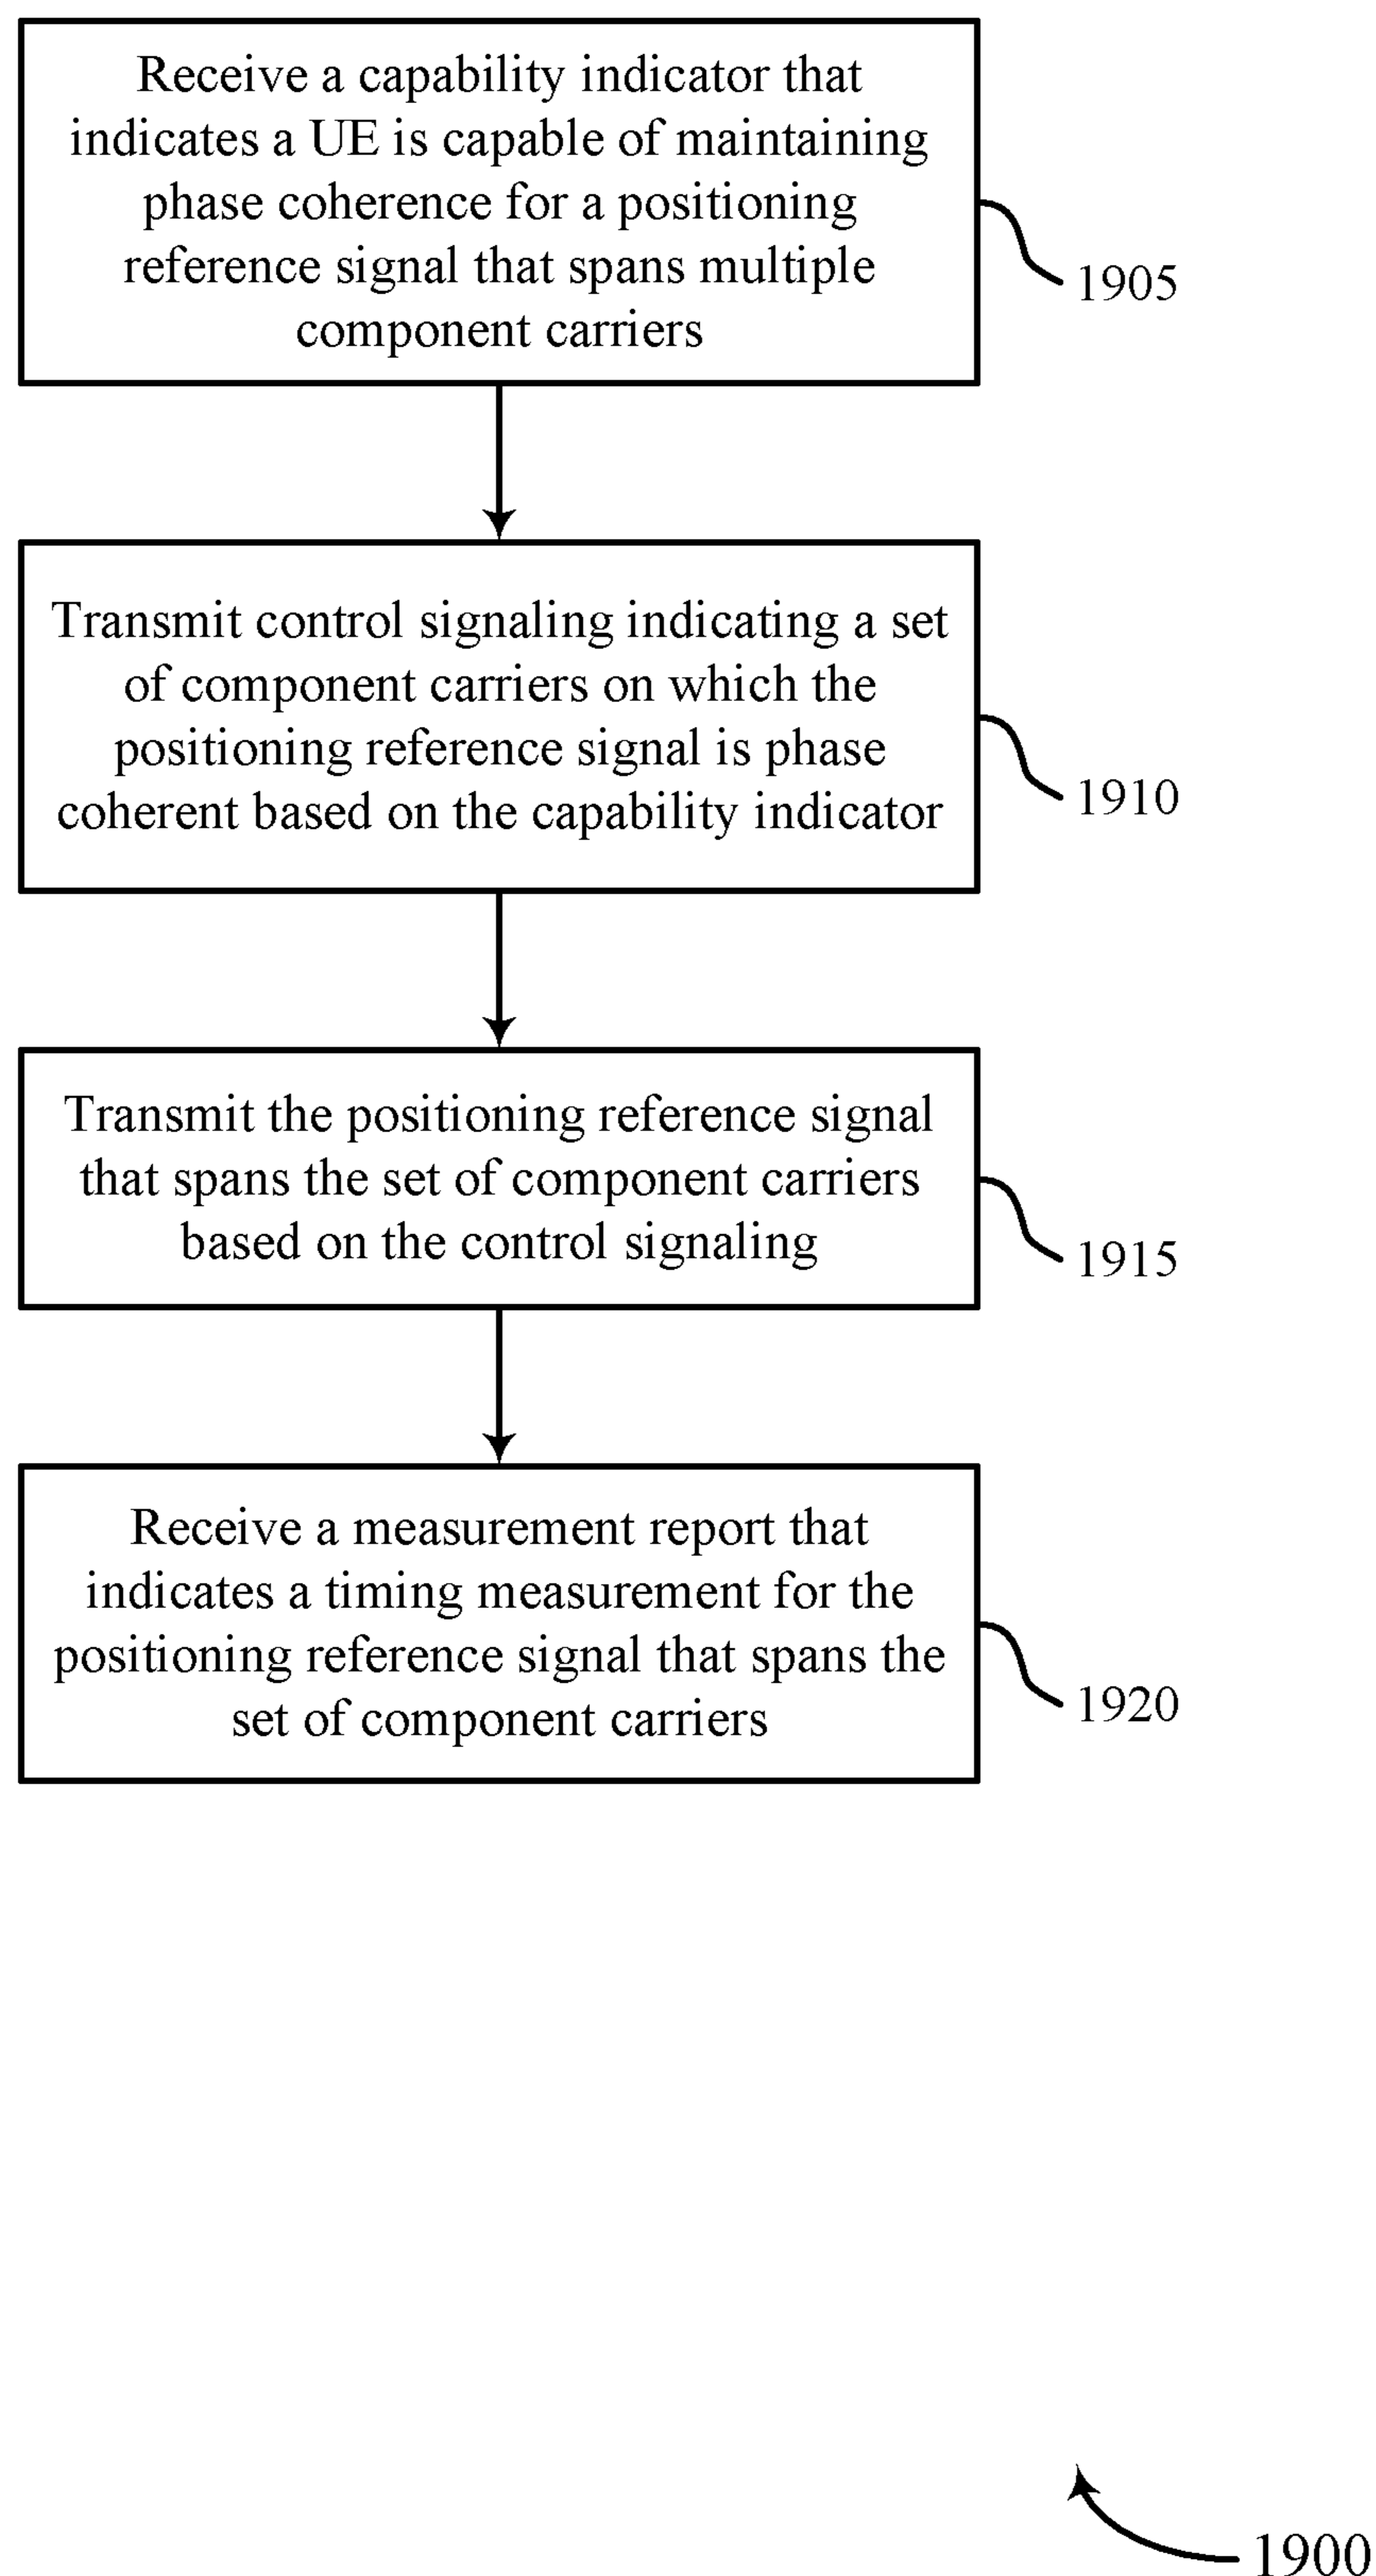 Receive a capability indicator that
indicates a UE is capable of maintaining
phase coherence for a positioning
reference signal that spans multiple
component carriers
1905
Transmit control signaling indicating a set
of component carriers on which the
positioning reference signal is phase
coherent based on the capability indicator
1910
Transmit the positioning reference signal
that spans the set of component carriers
based on the control signaling
1915
Receive a measurement report that
indicates a timing measurement for the
positioning reference signal that spans the
set of component carriers
1920
1900